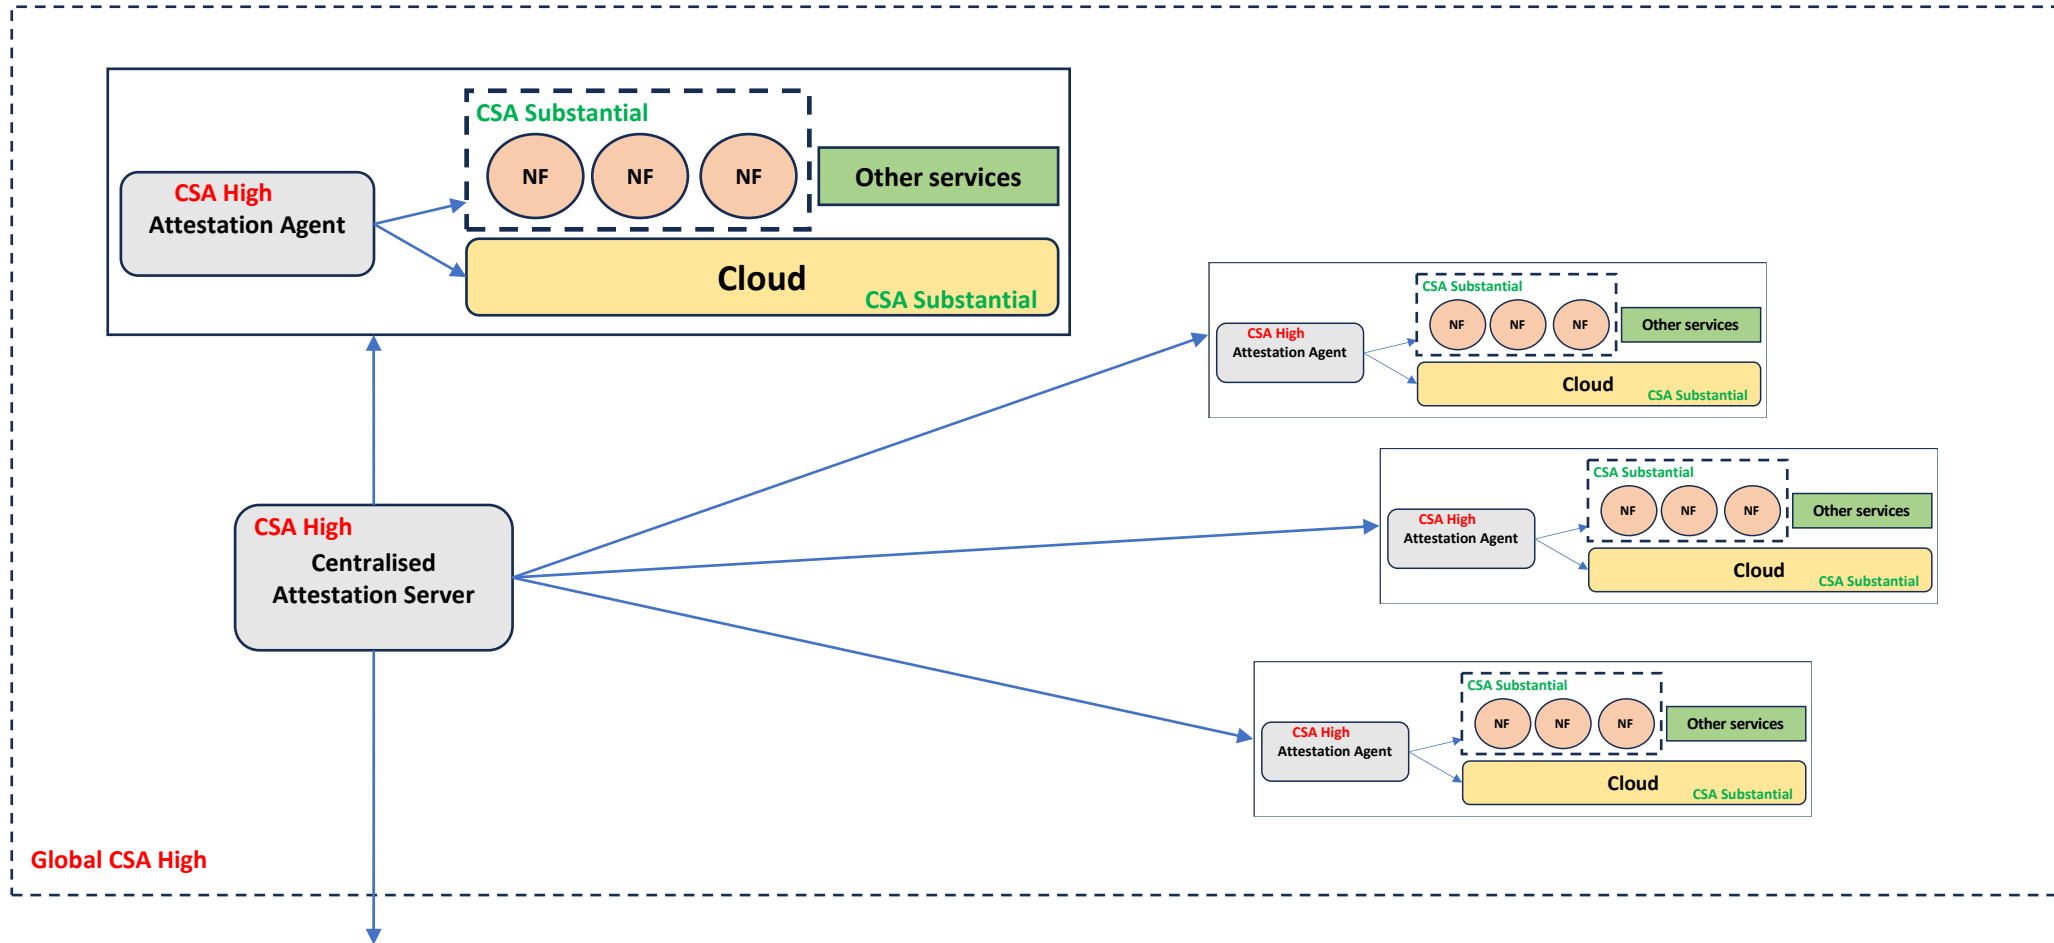 CSA Substantial
NF NF NF
Other services
CSA High
Attestation Agent
Cloud
CSA Substantial
CSA Substantial
NF NF NF
Other services
CSA High
Attestation Agent
Cloud
CSA Substantial
CSA Substantial
NF NF NF
Other services
CSA High
Attestation Agent
Cloud
CSA Substantial
CSA High
Centralised
Attestation Server
CSA Substantial
NF NF NF
Other services
CSA High
Attestation Agent
Cloud
CSA Substantial
Global CSA High